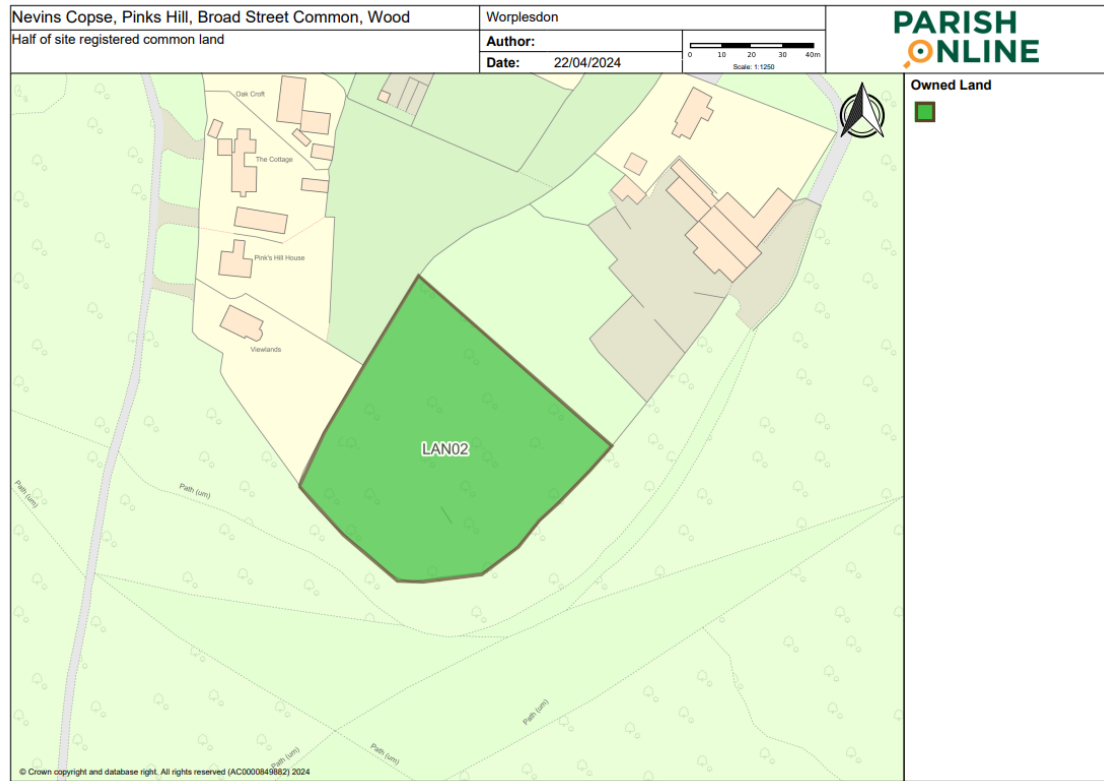 Nevins Copse, Pinks Hill, Broad Street Common, Wood
Half of site registered common land
Worplesdon
Author:
Date: 22/04/2024
0 10 20 30 40m
Scale: 1:1250
PARISH
ONLINE
Owned Land
Oak Croft
The Cottage
Pink's Hill House
Viewlands
LAN02
Path (um)
Path (um)
Path (um)
Path (um)
Path (um)
Path (um)
© Crown copyright and database right. All rights reserved (AC0000849882) 2024